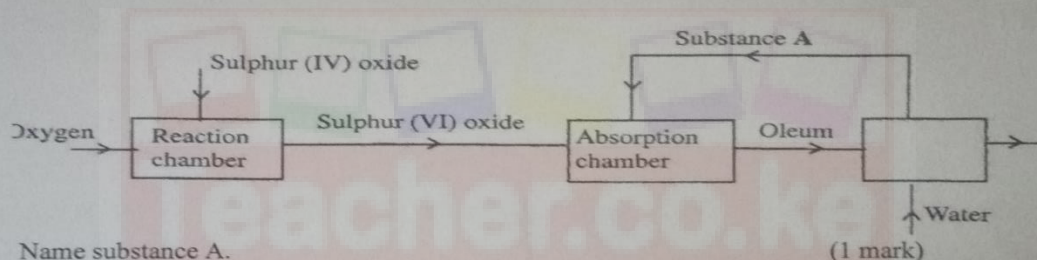 Substance A
Sulphur (IV) oxide
Oxygen
Sulphur (VI) oxide
Oleum
Reaction
chamber
Absorption
chamber
Water
Name substance A.
(1 mark)
Teacher.co.ke